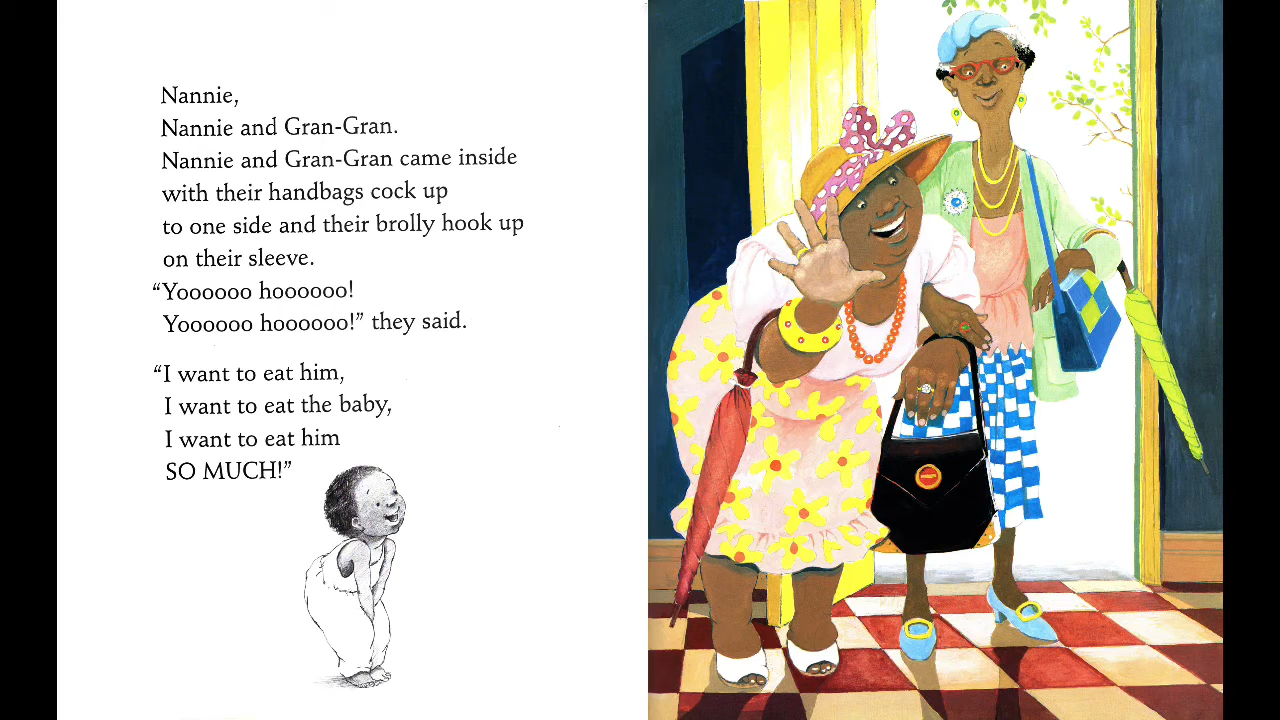 Nannie,
Nannie and Gran-Gran.
Nannie and Gran-Gran came inside
with their handbags cock up
to one side and their brolly hook up
on their sleeve.
“Yoooooo hoooooo!
Yoooooo hoooooo!” they said.
“I want to eat him,
I want to eat the baby,
I want to eat him
SO MUCH!”